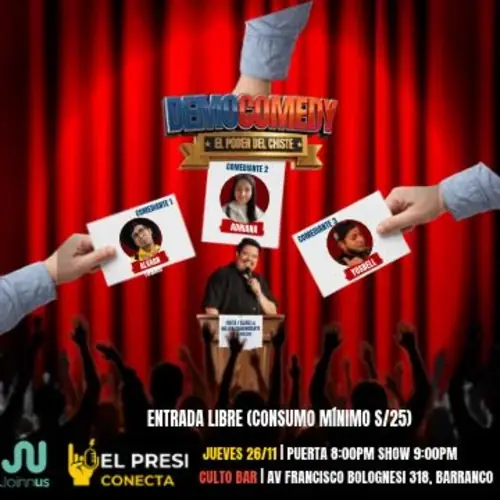 DEMOCOMEDY
EL PODER DEL CHISTE
COMEDIANTE 2
ADRIANA
COMEDIANTE 1
COMEDIANTE 3
YUSBELL
ENTRADA LIBRE (CONSUMO MÍNIMO S/25)
Joinnus
EL PRESI
CONECTA
JUEVES 26/11 | PUERTA 8:00PM SHOW 9:00PM
CULTO BAR | AV FRANCISCO BOLOGNESI 318, BARRANCO